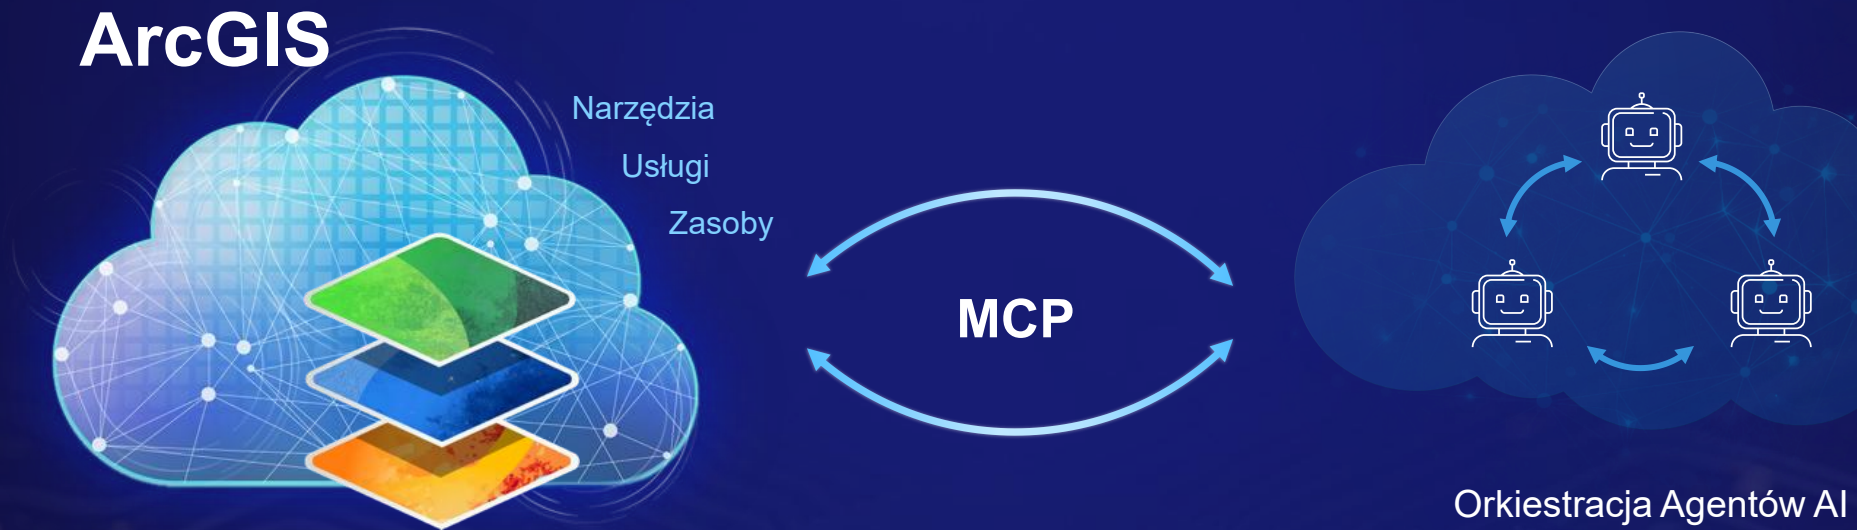 ArcGIS
Narzędzia
Usługi
Zasoby
MCP
Orkiestracja Agentów AI